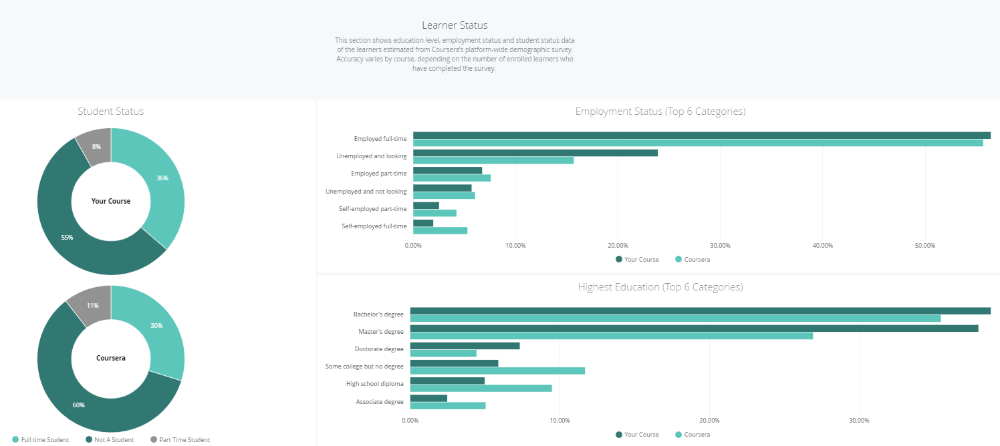 Learner Status
This section shows education level, employment status and student status data
of the learners estimated from Coursera's platform-wide demographic survey.
Accuracy varies by course, depending on the number of enrolled learners who
have completed the survey.
Student Status
8%
36%
Your Course
55%
11%
30%
Coursera
60%
Full time Student
Not A Student
Part Time Student
Employment Status (Top 6 Categories)
Employed full-time
Unemployed and looking
Employed part-time
Unemployed and not looking
Self-employed part-time
Self-employed full-time
0.00% 10.00% 20.00% 30.00% 40.00% 50.00%
Your Course Coursera
Highest Education (Top 6 Categories)
Bachelor's degree
Master's degree
Doctorate degree
Some college but no degree
High school diploma
Associate degree
0.00% 10.00% 20.00% 30.00%
Your Course Coursera